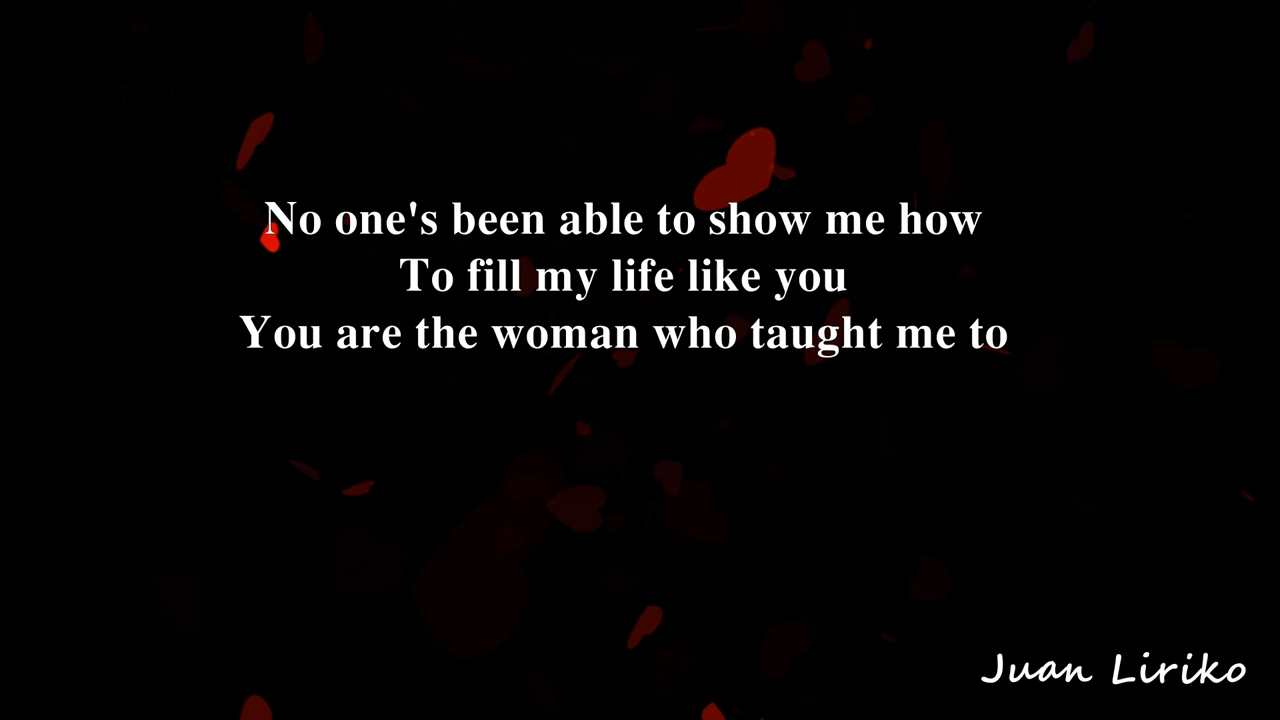 No one's been able to show me how
To fill my life like you
You are the woman who taught me to
Juan Liriko